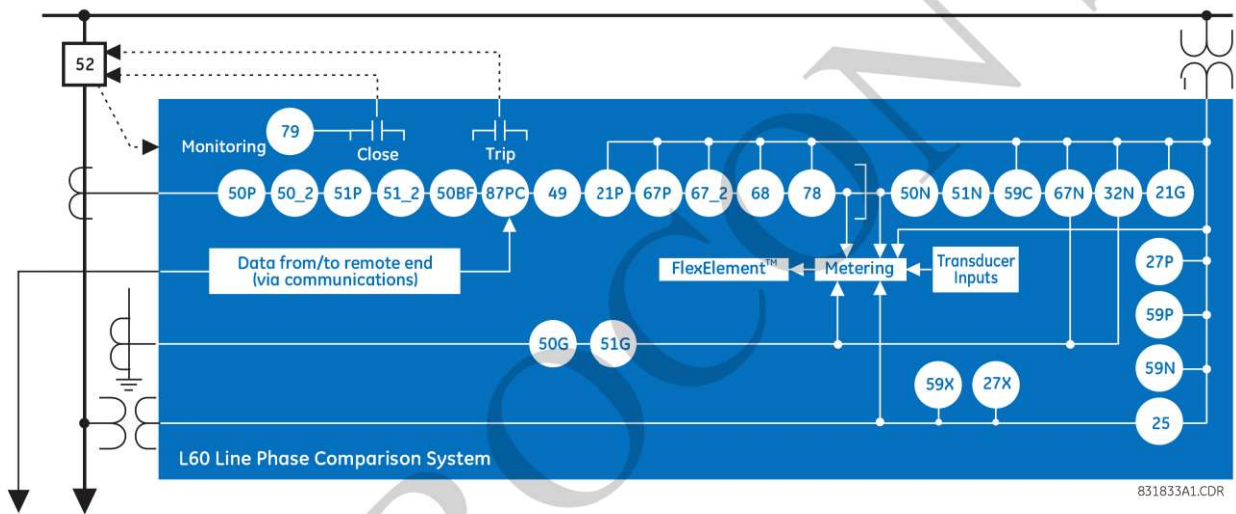 52
79
Monitoring
Close
Trip
50P 50_2 51P 51_2 50BF 87PC 49 21P 67P 67_2 68 78 50N 51N 59C 67N 32N 21G
Data from/to remote end
(via communications)
FlexElement™
Metering
Transducer
Inputs
27P
59P
50G 51G
59N
59X 27X
25
L60 Line Phase Comparison System
831833A1.CDR